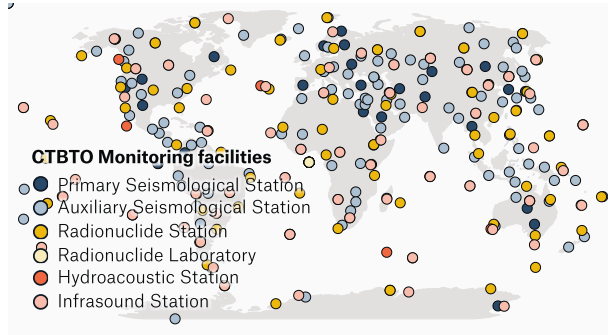 CTBTO Monitoring facilities
Primary Seismological Station
Auxiliary Seismological Station
Radionuclide Station
Radionuclide Laboratory
Hydroacoustic Station
Infrasound Station